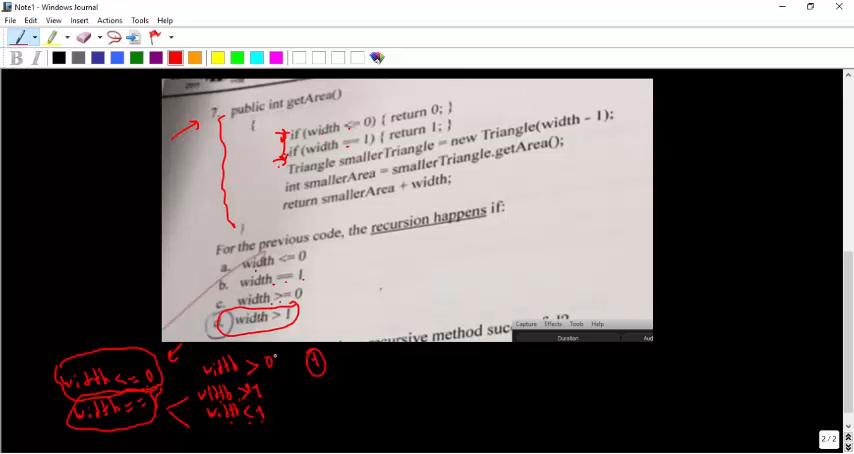 Note1 - Windows Journal
File Edit View Insert Actions Tools Help
B I
7. public int getArea()
{
if (width <= 0) { return 0; }
if (width == 1) { return 1; }
Triangle smallerTriangle = new Triangle(width - 1);
int smallerArea = smallerTriangle.getArea();
return smallerArea + width;
}
For the previous code, the recursion happens if:
a. width <= 0
b. width == 1
c. width >= 0
d. width > 1
recursive method
Capture Effects Tools Help
Duration
Aud
width <= 0
width > 0
1
width ==
width > 1
width < 1
2 / 2